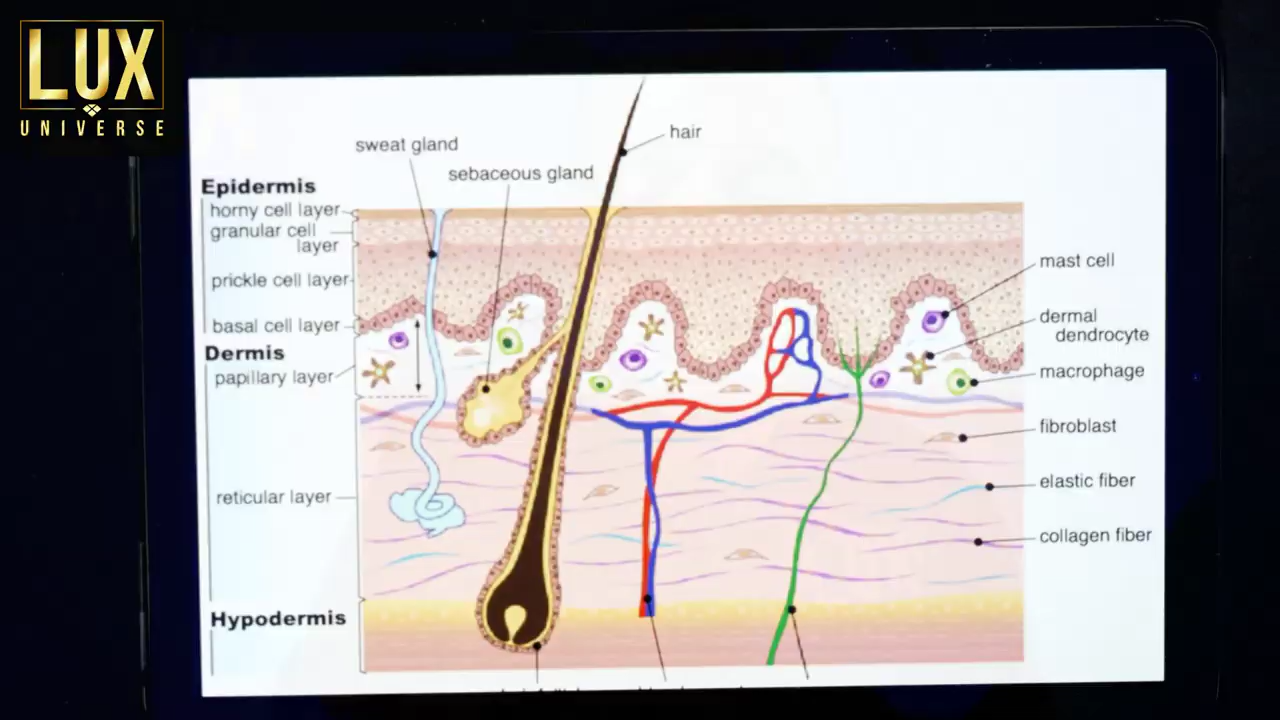 LUX
UNIVERSE
sweat gland
hair
sebaceous gland
Epidermis
horny cell layer
granular cell
layer
prickle cell layer
basal cell layer
Dermis
papillary layer
reticular layer
Hypodermis
mast cell
dermal
dendrocyte
macrophage
fibroblast
elastic fiber
collagen fiber